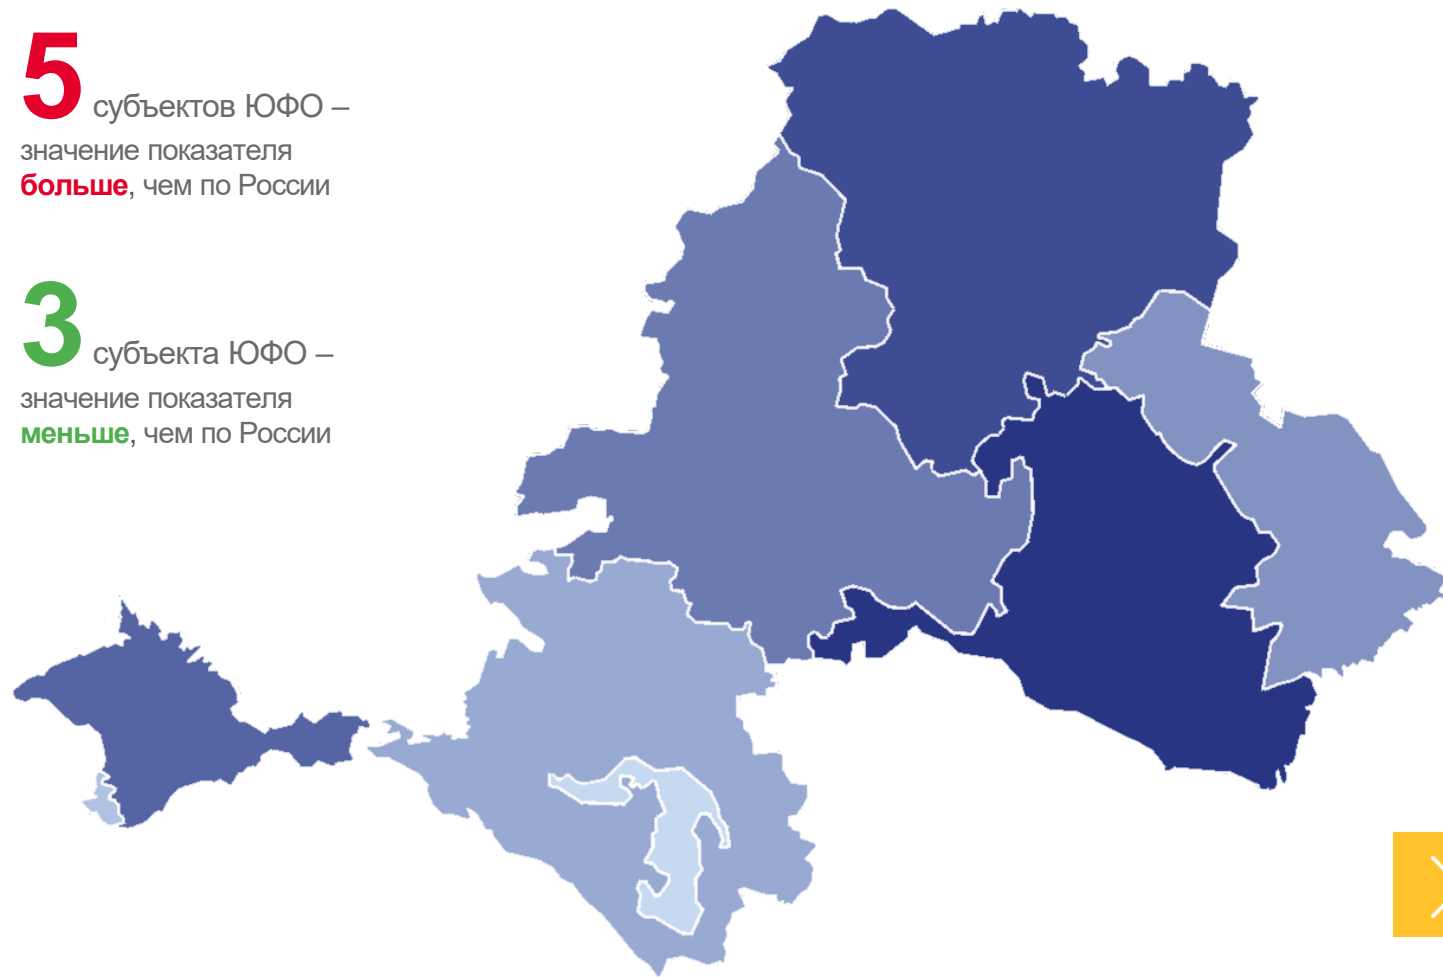 5 субъектов ЮФО –
значение показателя
больше, чем по России
3 субъекта ЮФО –
значение показателя
меньше, чем по России